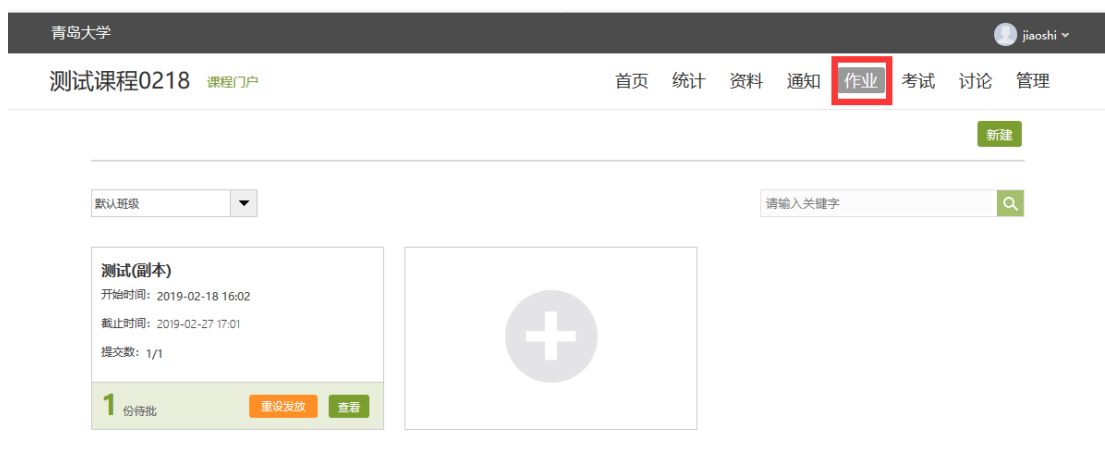 青岛大学 jiaoshi
测试课程0218 课程门户 首页 统计 资料 通知 作业 考试 讨论 管理
新建
默认班级 请输入关键字
测试(副本)
开始时间：2019-02-18 16:02
截止时间：2019-02-27 17:01
提交数：1/1
1 份待批 重设发放 查看